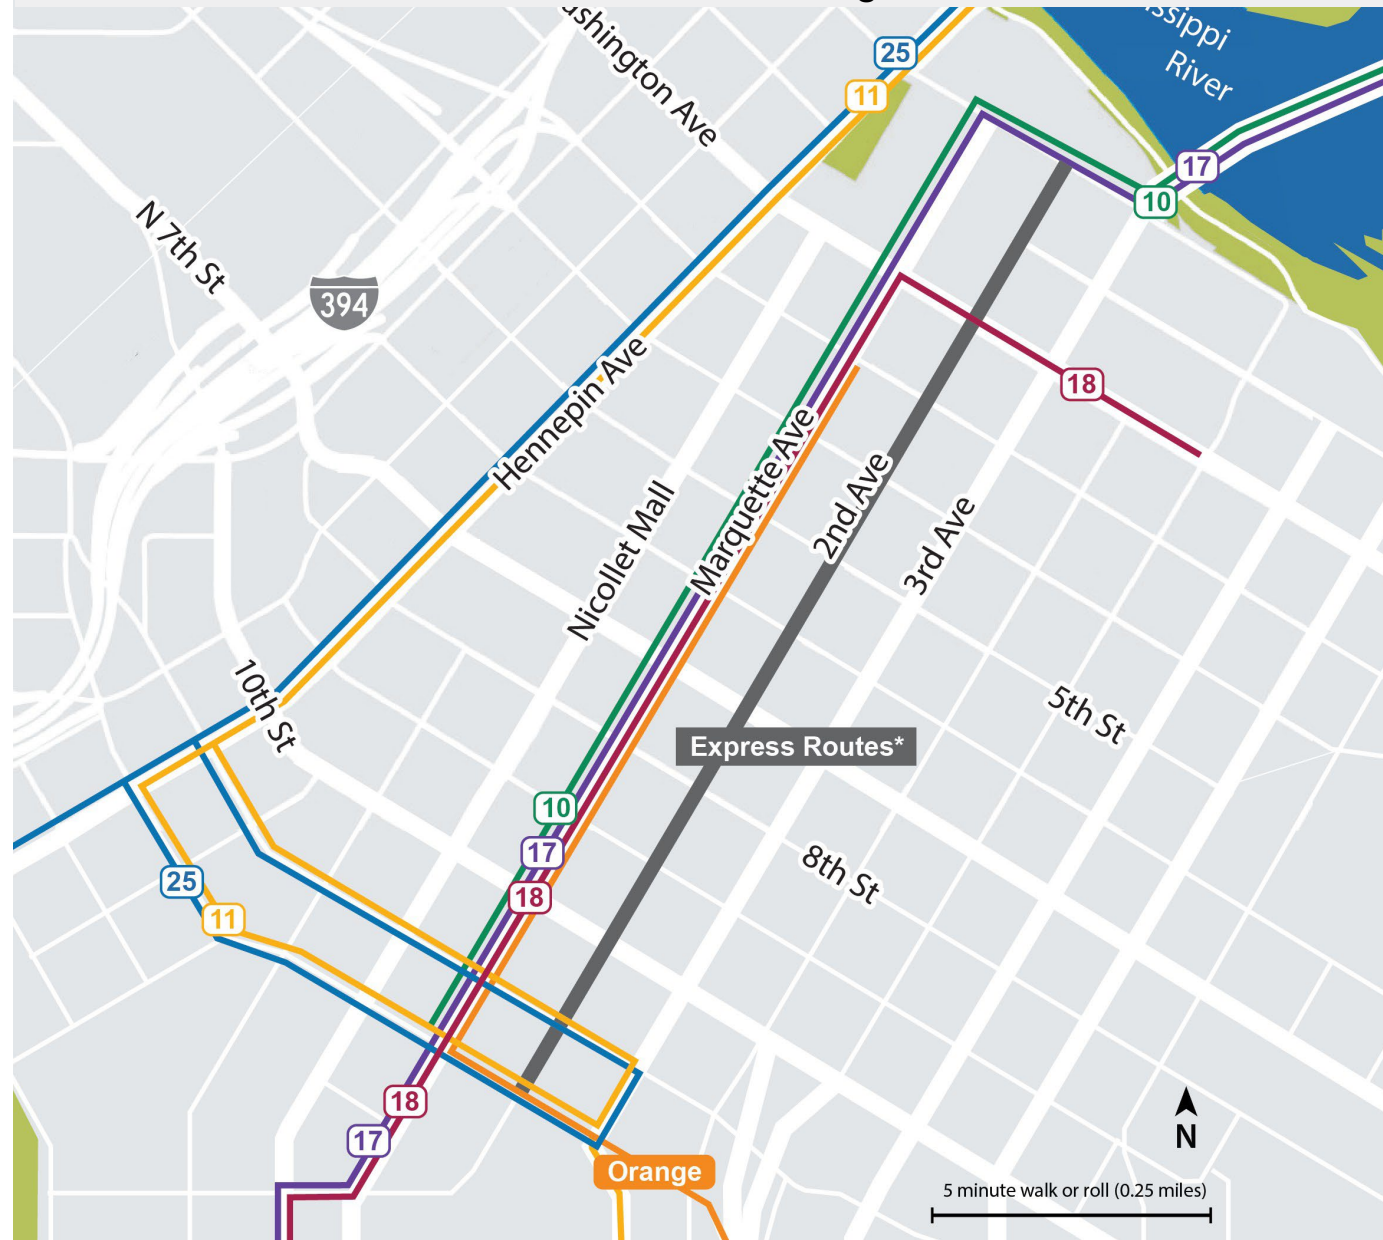 25
11
River
17
10
N 7th St
394
18
Hennepin Ave
Nicollet Mall
Marquette Ave
2nd Ave
3rd Ave
10th St
5th St
Express Routes*
10
17
18
8th St
25
11
18
17
Orange
N
5 minute walk or roll (0.25 miles)